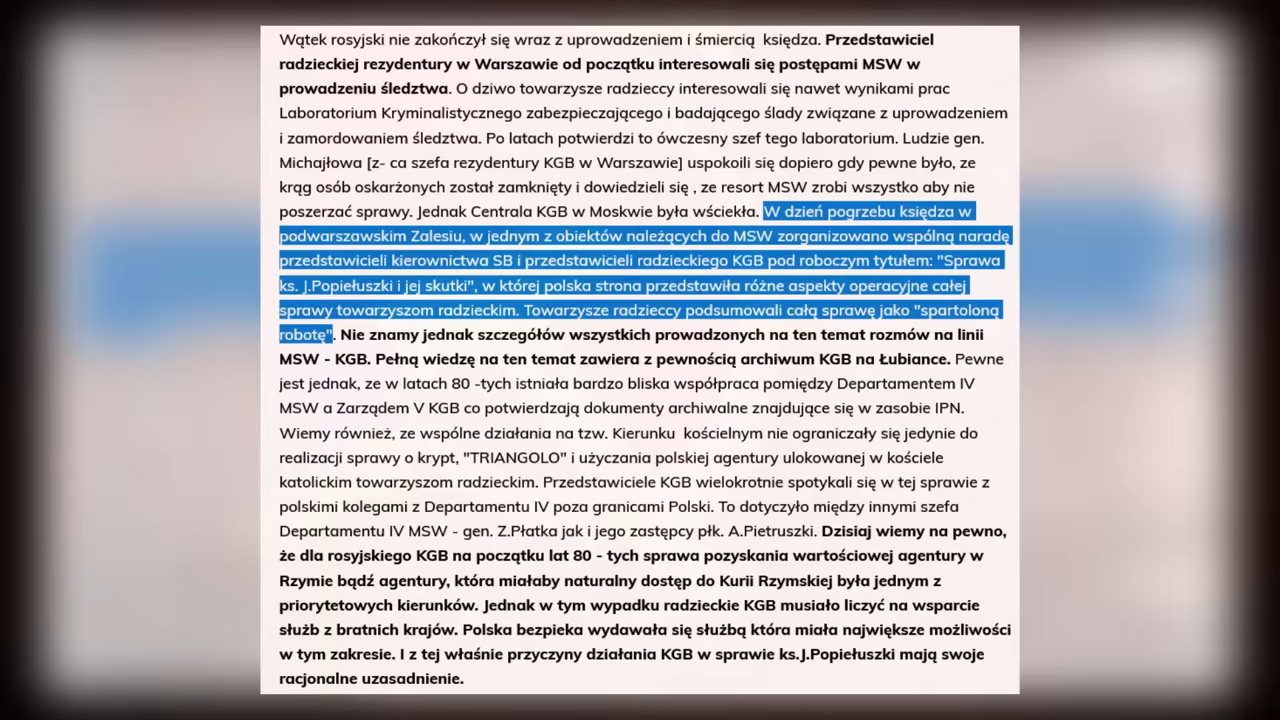 Wątek rosyjski nie zakończył się wraz z uprowadzeniem i śmiercią  księdza. Przedstawiciel
radzieckiej rezydentury w Warszawie od początku interesowali się postępami MSW w
prowadzeniu śledztwa. O dziwo towarzysze radzieccy interesowali się nawet wynikami prac
Laboratorium Kryminalistycznego zabezpieczającego i badającego ślady związane z uprowadzeniem
i zamordowaniem śledztwa. Po latach potwierdzi to ówczesny szef tego laboratorium. Ludzie gen.
Michajłowa [z- ca szefa rezydentury KGB w Warszawie] uspokoili się dopiero gdy pewne było, ze
krąg osób oskarżonych został zamknięty i dowiedzieli się , ze resort MSW zrobi wszystko aby nie
poszerzać sprawy. Jednak Centrala KGB w Moskwie była wściekła. W dzień pogrzebu księdza w
podwarszawskim Zalesiu, w jednym z obiektów należących do MSW zorganizowano wspólną naradę
przedstawicieli kierownictwa SB i przedstawicieli radzieckiego KGB pod roboczym tytułem: "Sprawa
ks. J.Popiełuszki i jej skutki", w której polska strona przedstawiła różne aspekty operacyjne całej
sprawy towarzyszom radzieckim. Towarzysze radzieccy podsumowali całą sprawę jako "spartoloną
robotę". Nie znamy jednak szczegółów wszystkich prowadzonych na ten temat rozmów na linii
MSW - KGB. Pełną wiedzę na ten temat zawiera z pewnością archiwum KGB na Łubiance. Pewne
jest jednak, ze w latach 80 -tych istniała bardzo bliska współpraca pomiędzy Departamentem IV
MSW a Zarządem V KGB co potwierdzają dokumenty archiwalne znajdujące się w zasobie IPN.
Wiemy również, ze wspólne działania na tzw. Kierunku  kościelnym nie ograniczały się jedynie do
realizacji sprawy o krypt, "TRIANGOLO" i użyczania polskiej agentury ulokowanej w kościele
katolickim towarzyszom radzieckim. Przedstawiciele KGB wielokrotnie spotykali się w tej sprawie z
polskimi kolegami z Departamentu IV poza granicami Polski. To dotyczyło między innymi szefa
Departamentu IV MSW - gen. Z.Płatka jak i jego zastępcy płk. A.Pietruszki. Dzisiaj wiemy na pewno,
że dla rosyjskiego KGB na początku lat 80 - tych sprawa pozyskania wartościowej agentury w
Rzymie bądź agentury, która miałaby naturalny dostęp do Kurii Rzymskiej była jednym z
priorytetowych kierunków. Jednak w tym wypadku radzieckie KGB musiało liczyć na wsparcie
służb z bratnich krajów. Polska bezpieka wydawała się służbą która miała największe możliwości
w tym zakresie. I z tej właśnie przyczyny działania KGB w sprawie ks.J.Popiełuszki mają swoje
racjonalne uzasadnienie.